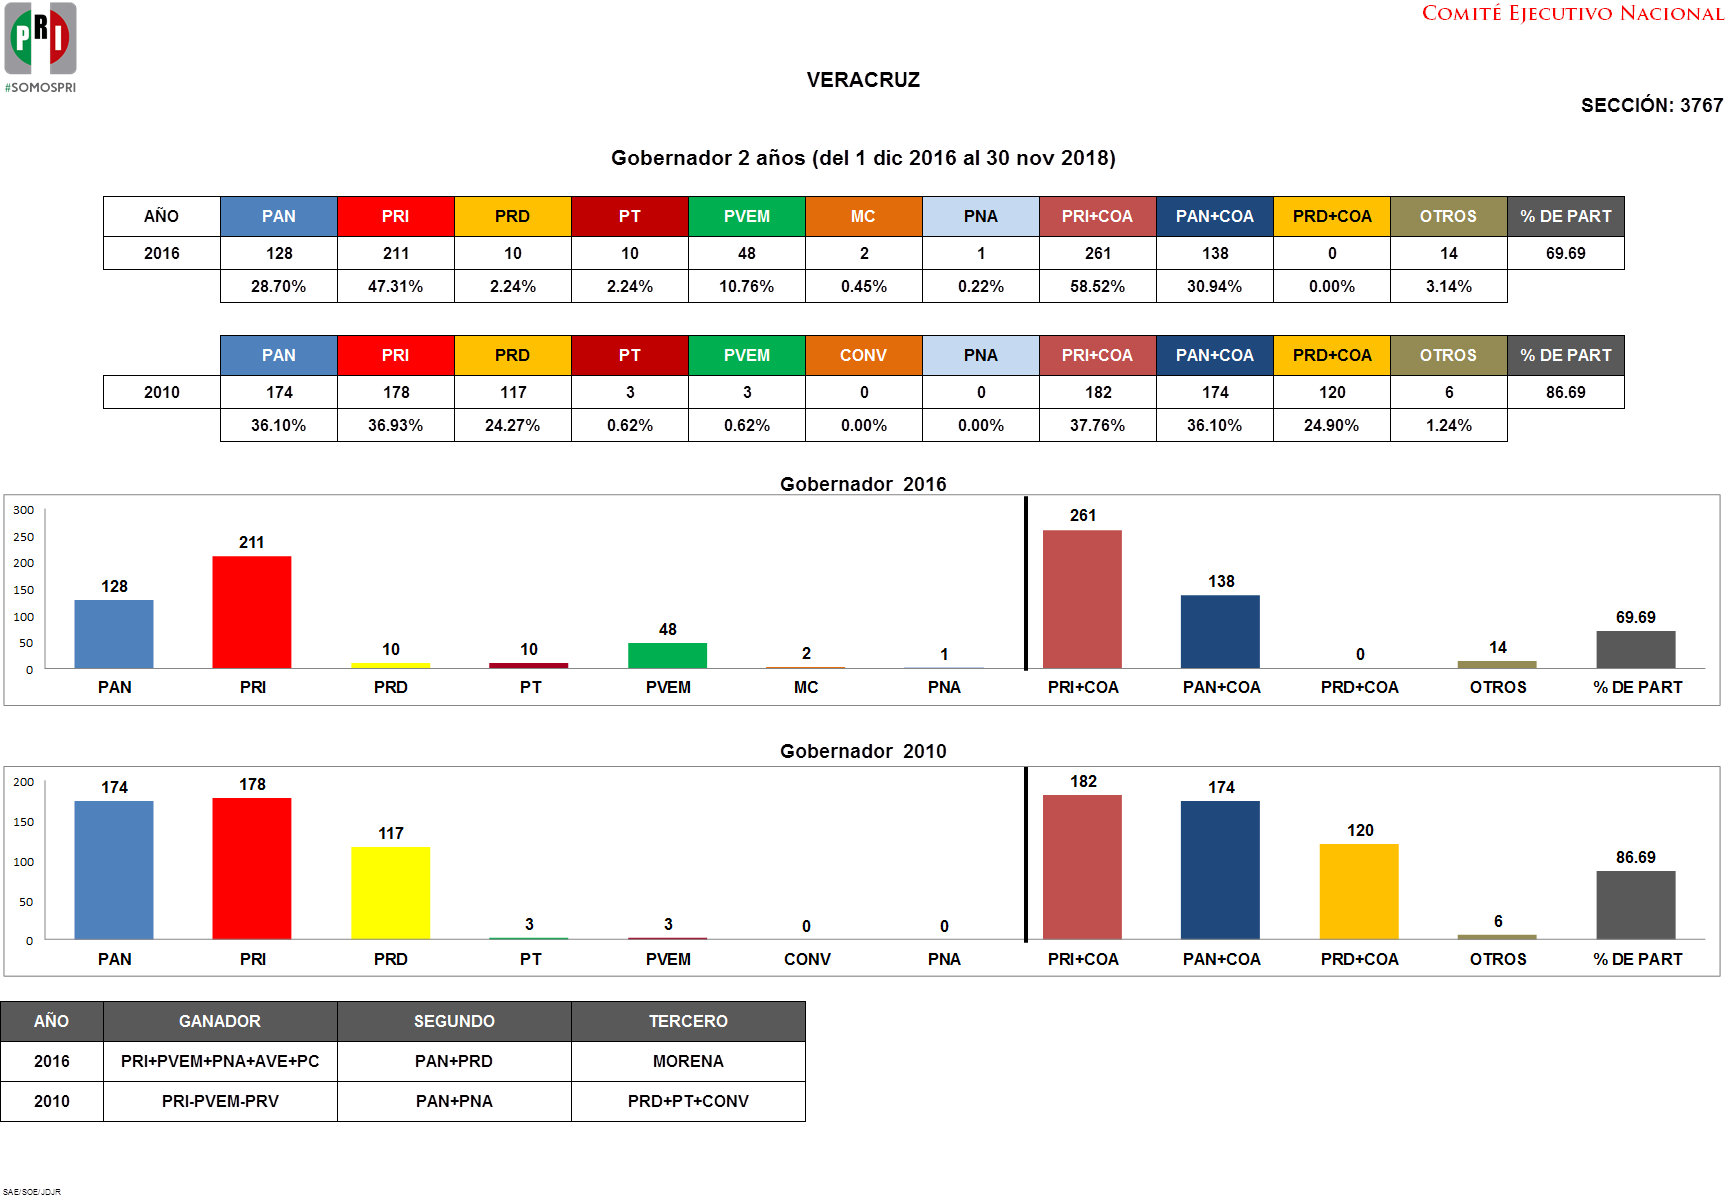 COMITÉ EJECUTIVO NACIONAL
PRI
#SOMOSPRI
VERACRUZ
SECCIÓN: 3767
Gobernador 2 años (del 1 dic 2016 al 30 nov 2018)
AÑO PAN PRI PRD PT PVEM MC PNA PRI+COA PAN+COA PRD+COA OTROS % DE PART
2016 128 211 10 10 48 2 1 261 138 0 14 69.69
28.70% 47.31% 2.24% 2.24% 10.76% 0.45% 0.22% 58.52% 30.94% 0.00% 3.14%
PAN PRI PRD PT PVEM CONV PNA PRI+COA PAN+COA PRD+COA OTROS % DE PART
2010 174 178 117 3 3 0 0 182 174 120 6 86.69
36.10% 36.93% 24.27% 0.62% 0.62% 0.00% 0.00% 37.76% 36.10% 24.90% 1.24%
Gobernador 2016
300
250
200
150
100
50
0
128 211 10 10 48 2 1 261 138 0 14 69.69
PAN PRI PRD PT PVEM MC PNA PRI+COA PAN+COA PRD+COA OTROS % DE PART
Gobernador 2010
200
150
100
50
0
174 178 117 3 3 0 0 182 174 120 6 86.69
PAN PRI PRD PT PVEM CONV PNA PRI+COA PAN+COA PRD+COA OTROS % DE PART
AÑO GANADOR SEGUNDO TERCERO
2016 PRI+PVEM+PNA+AVE+PC PAN+PRD MORENA
2010 PRI-PVEM-PRV PAN+PNA PRD+PT+CONV
SAE/SOE/JDJR